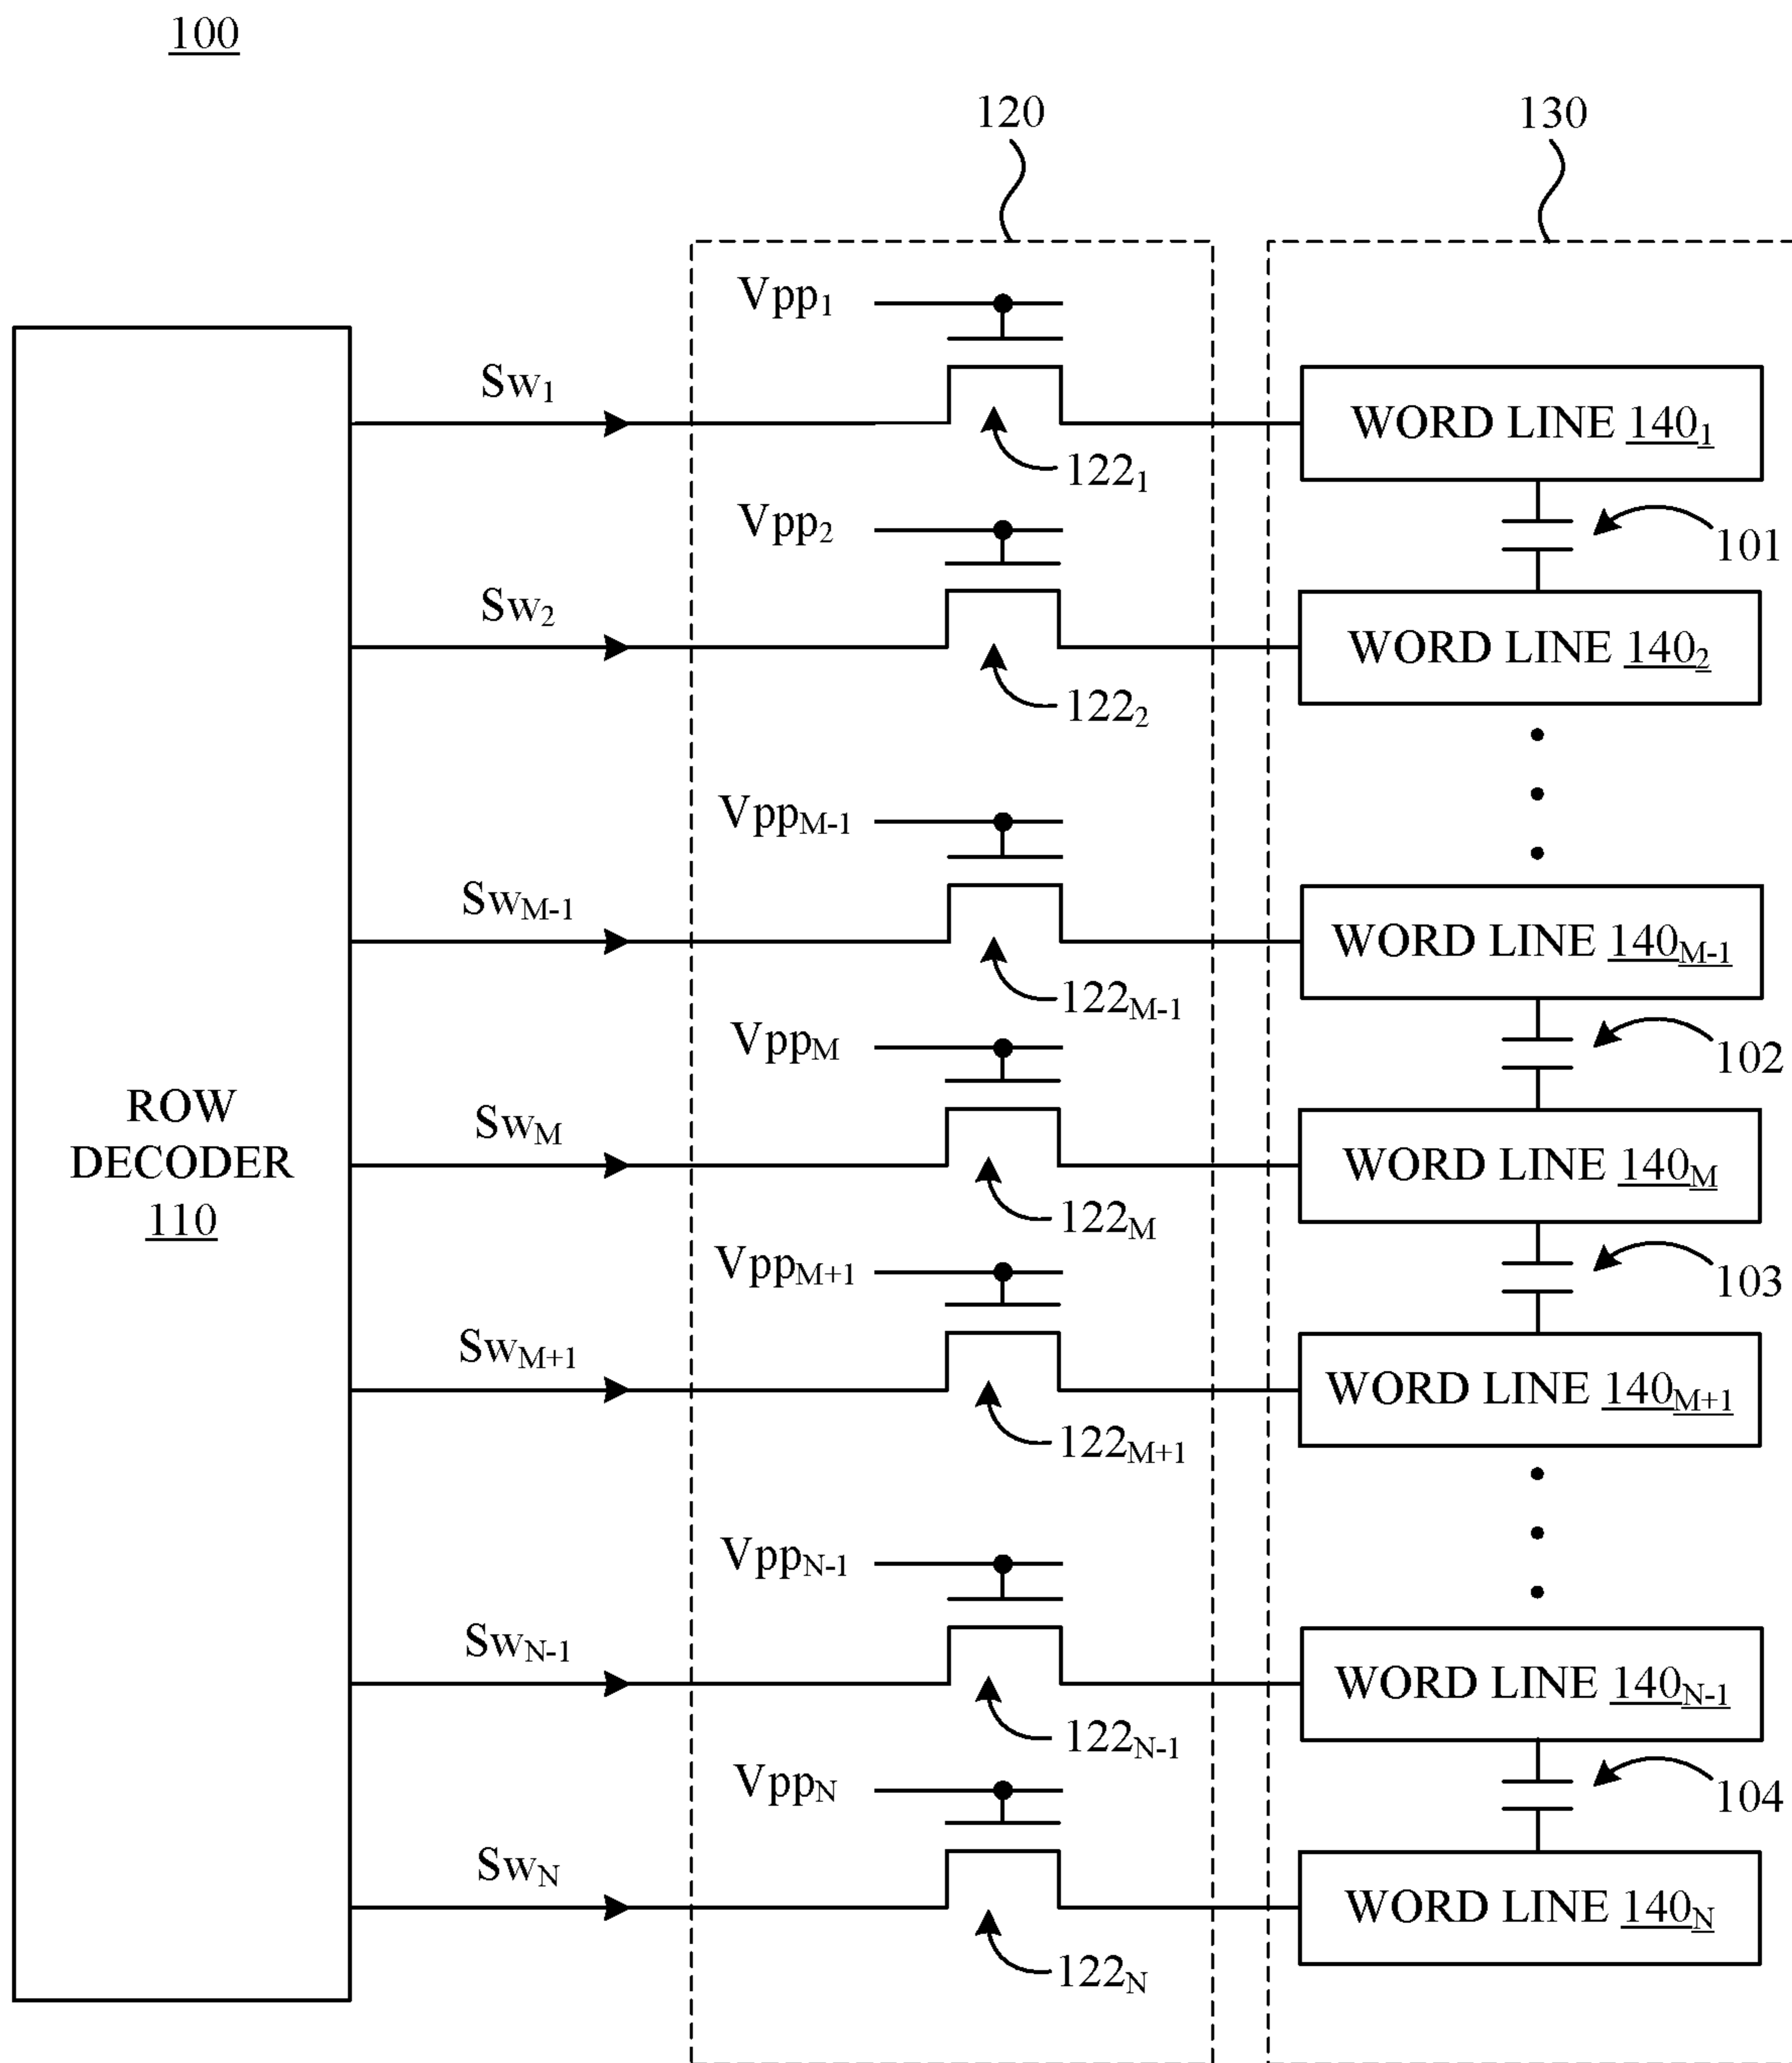 100
120
130
Vpp1
Sw1
WORD LINE 1401
1221
Vpp2
101
Sw2
WORD LINE 1402
1222
VppM-1
SwM-1
WORD LINE 140M-1
122M-1
VppM
102
ROW
DECODER
110
SwM
WORD LINE 140M
122M
VppM+1
103
SwM+1
WORD LINE 140M+1
122M+1
VppN-1
SwN-1
WORD LINE 140N-1
122N-1
VppN
104
SwN
WORD LINE 140N
122N